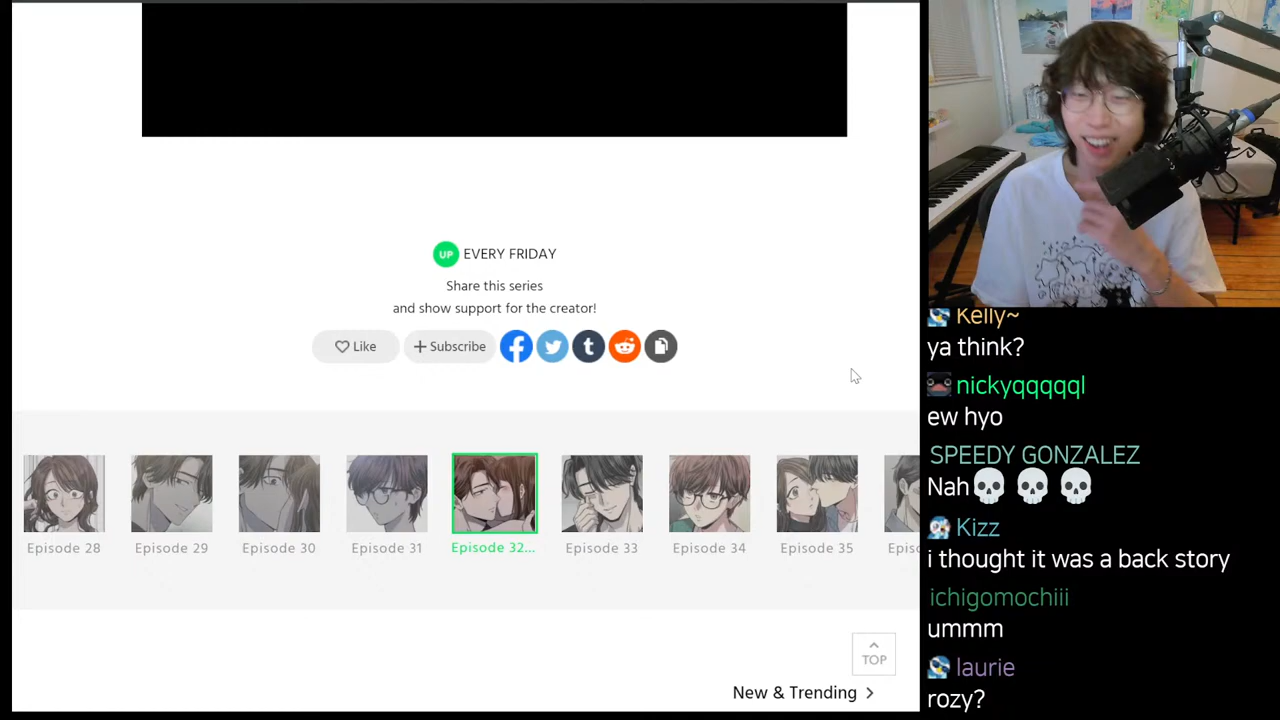 UP EVERY FRIDAY
Share this series
and show support for the creator!
Like
+ Subscribe
Episode 28
Episode 29
Episode 30
Episode 31
Episode 32...
Episode 33
Episode 34
Episode 35
TOP
New & Trending
Kelly~
ya think?
nickyqqqqql
ew hyo
SPEEDY GONZALEZ
Nah💀💀💀
Kizz
i thought it was a back story
ichigomochiii
ummm
laurie
rozy?